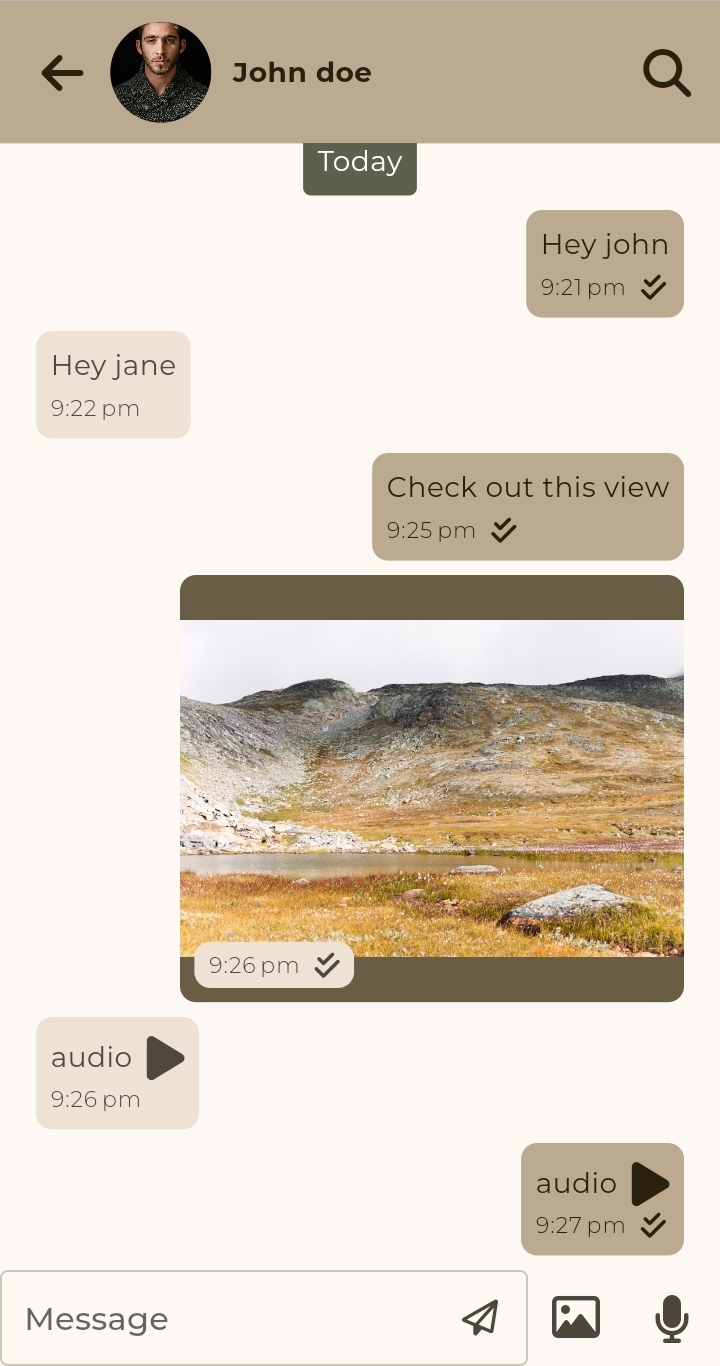 John doe
Today
Hey john
9:21 pm
Hey jane
9:22 pm
Check out this view
9:25 pm
9:26 pm
audio
9:26 pm
audio
9:27 pm
Message